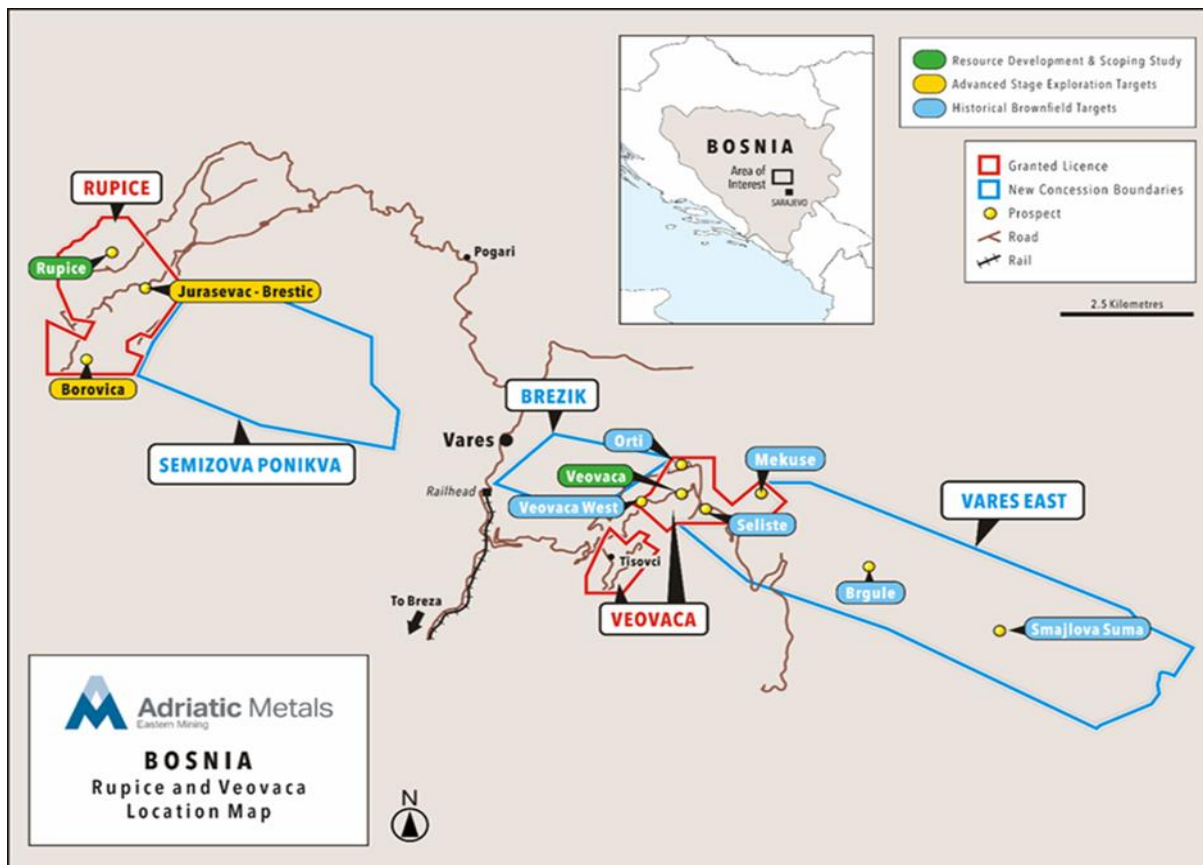 Resource Development & Scoping Study
Advanced Stage Exploration Targets
Historical Brownfield Targets
Granted Licence
New Concession Boundaries
Prospect
Road
Rail
2.5 Kilometres
BOSNIA
Area of
Interest
SARAJEVO
RUPICE
Rupice
Jurasevac - Brestic
Borovica
SEMIZOVA PONIKVA
Pogari
BREZIK
Vares
Railhead
Orti
Veovaca
Veovaca West
Mekuse
Seliste
VARES EAST
Tisovci
Brgule
VEOVACA
Smajlova Suma
To Breza
Adriatic Metals
Eastern Mining
BOSNIA
Rupice and Veovaca
Location Map
N